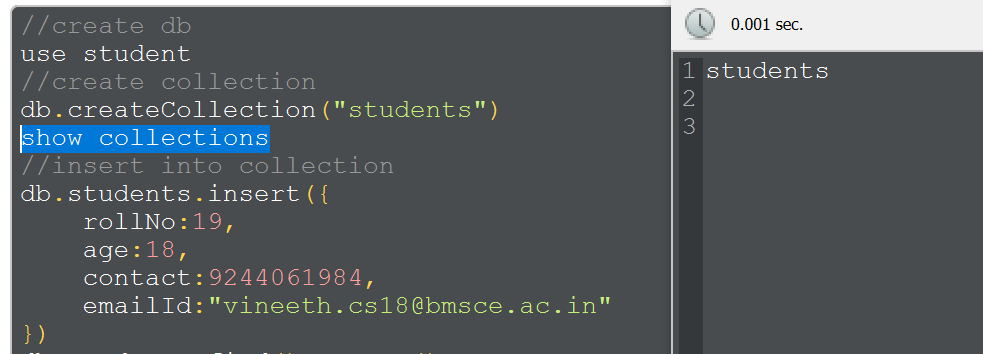 //create db
use student
//create collection
db.createCollection("students")
show collections
//insert into collection
db.students.insert({
    rollNo:19,
    age:18,
    contact:9244061984,
    emailId:"vineeth.cs18@bmsce.ac.in"
})
0.001 sec.
1 students
2
3